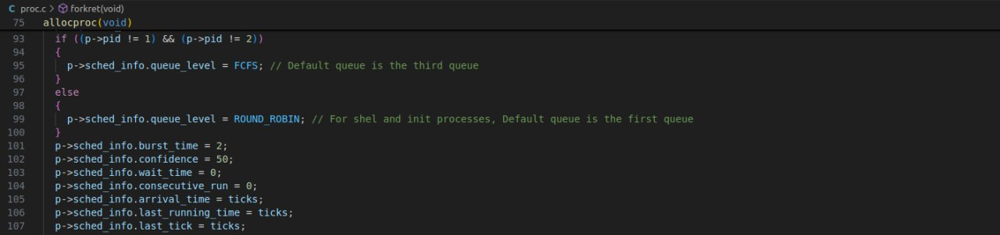 proc.c > forkret(void)
75 allocproc(void)
93 if ((p->pid != 1) && (p->pid != 2))
94 {
95 p->sched_info.queue_level = FCFS; // Default queue is the third queue
96 }
97 else
98 {
99 p->sched_info.queue_level = ROUND_ROBIN; // For shel and init processes, Default queue is the first queue
100 }
101 p->sched_info.burst_time = 2;
102 p->sched_info.confidence = 50;
103 p->sched_info.wait_time = 0;
104 p->sched_info.consecutive_run = 0;
105 p->sched_info.arrival_time = ticks;
106 p->sched_info.last_running_time = ticks;
107 p->sched_info.last_tick = ticks;